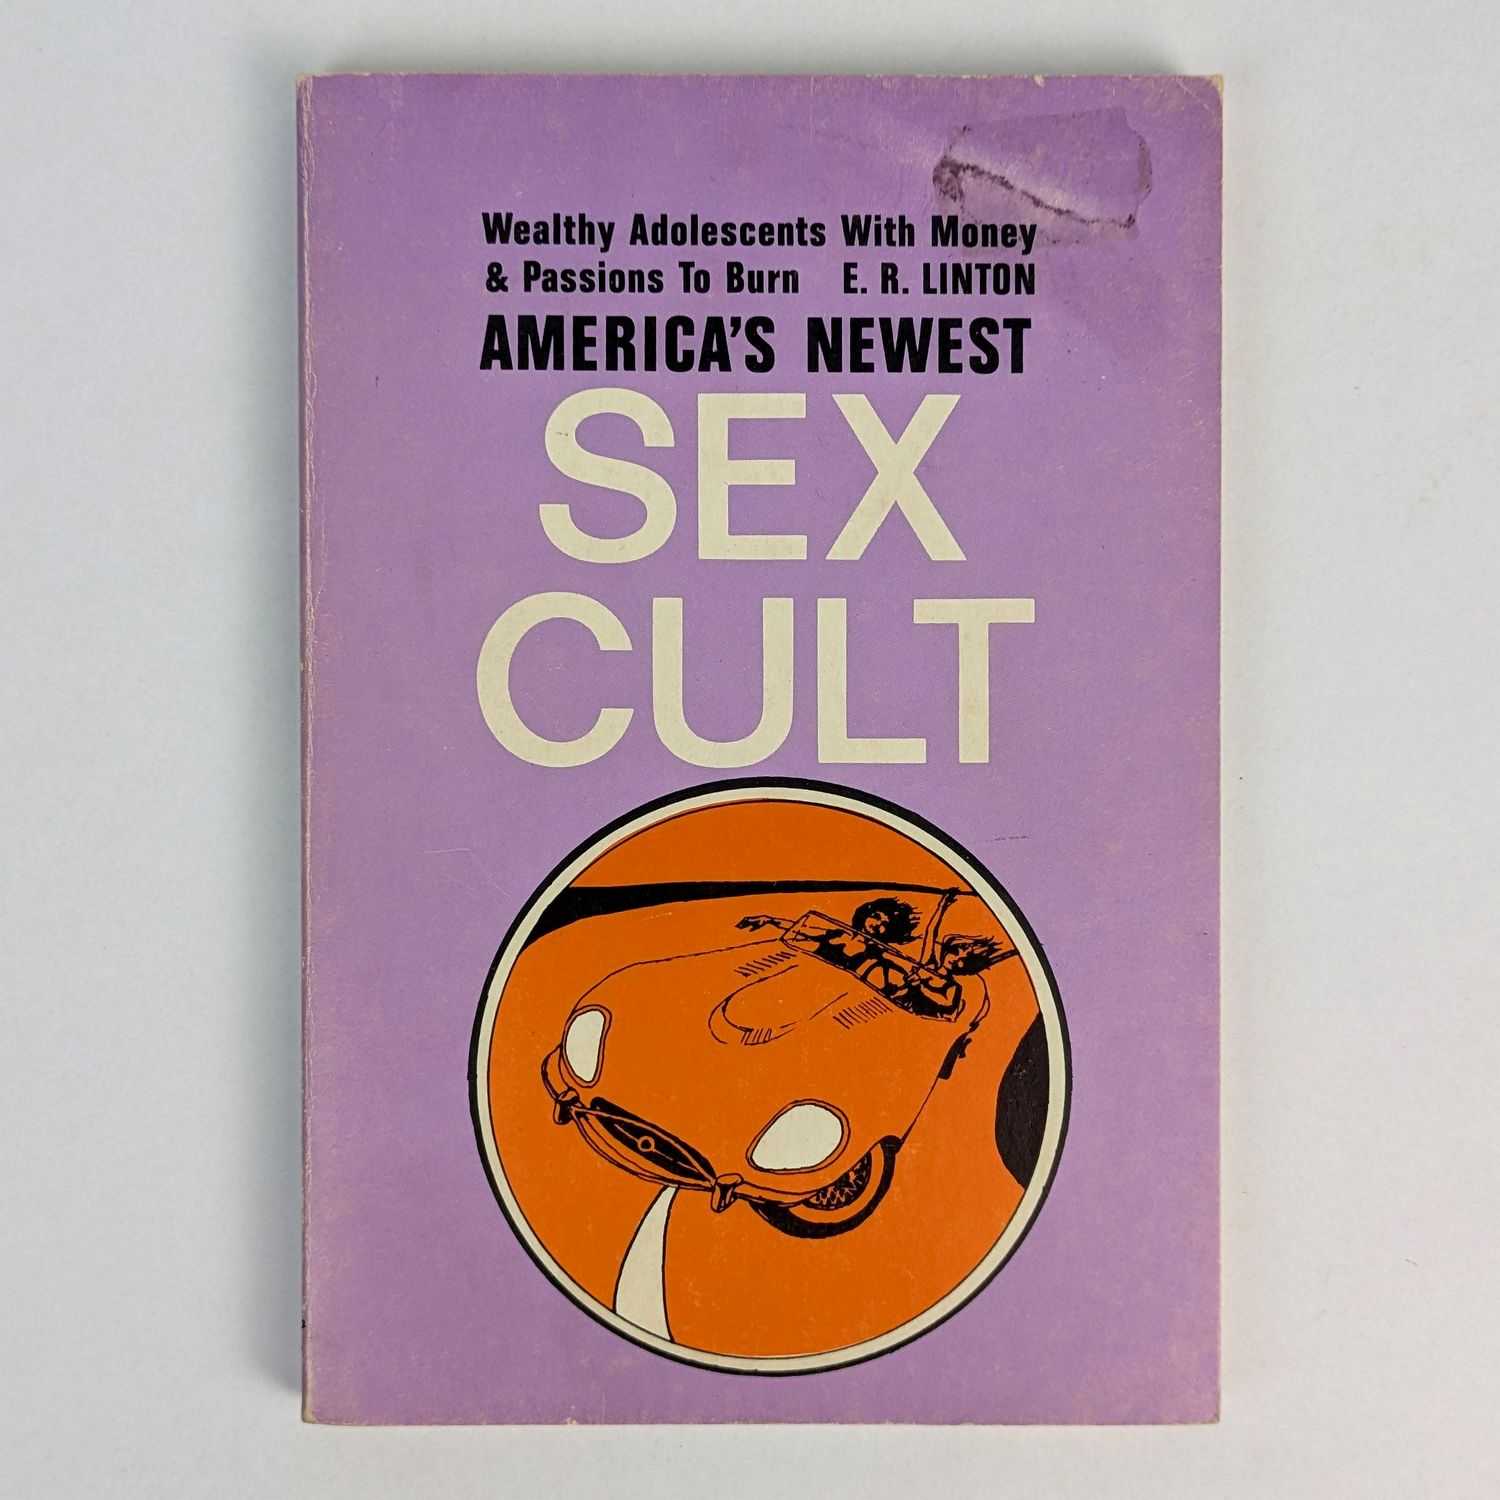 Wealthy Adolescents With Money
& Passions To Burn E. R. LINTON
AMERICA'S NEWEST
SEX
CULT